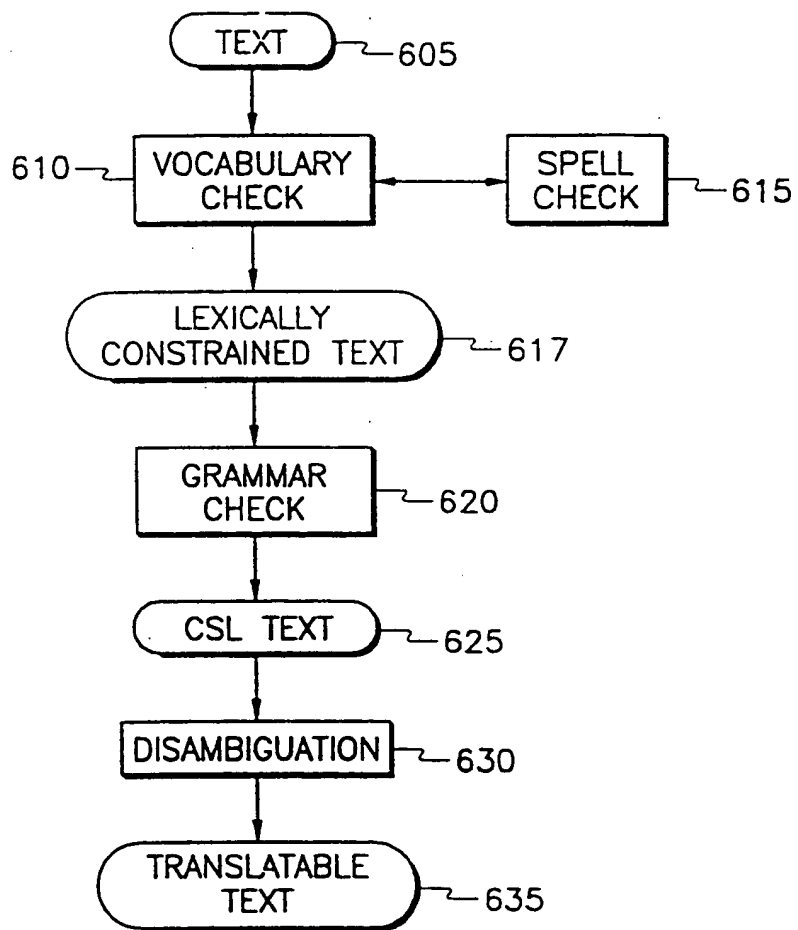 TEXT
605
610
VOCABULARY
CHECK
SPELL
CHECK
615
LEXICALLY
CONSTRAINED TEXT
617
GRAMMAR
CHECK
620
CSL TEXT
625
DISAMBIGUATION
630
TRANSLATABLE
TEXT
635